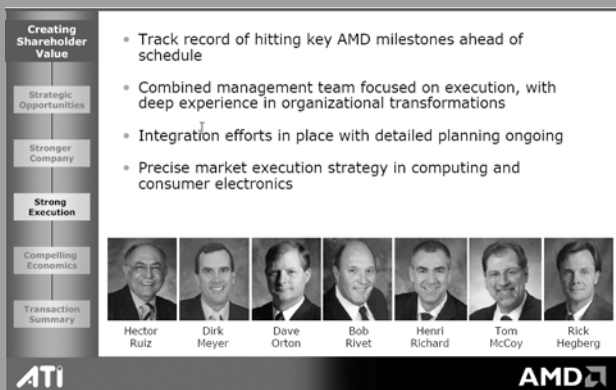 Creating
Shareholder
Value
Strategic
Opportunities
Stronger
Company
Strong
Execution
Compelling
Economics
Transaction
Summary
• Track record of hitting key AMD milestones ahead of
schedule
• Combined management team focused on execution, with
deep experience in organizational transformations
• Integration efforts in place with detailed planning ongoing
• Precise market execution strategy in computing and
consumer electronics
Hector
Ruiz
Dirk
Meyer
Dave
Orton
Bob
Rivet
Henri
Richard
Tom
McCoy
Rick
Hegberg
ATI
AMD